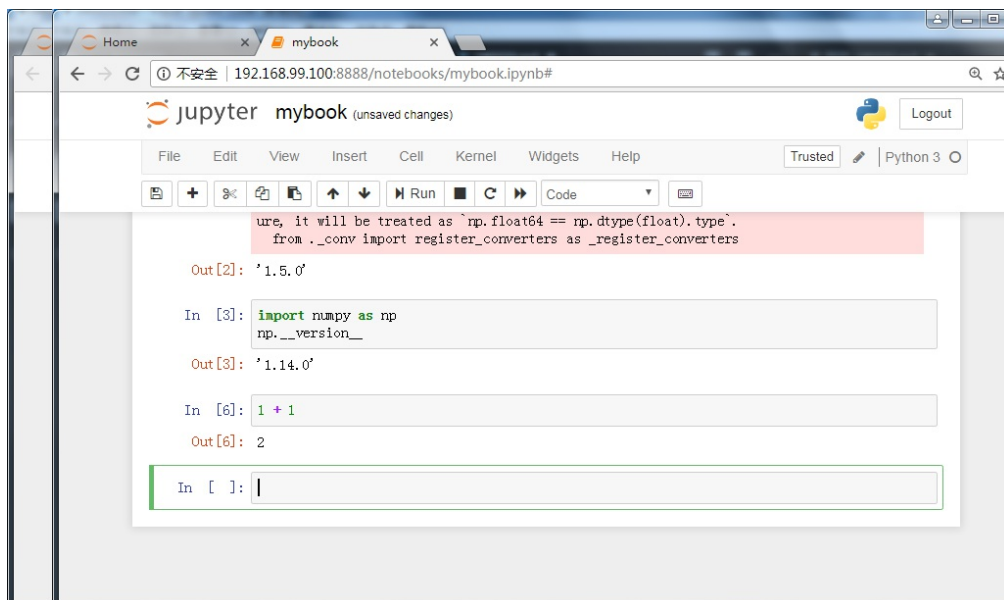 Home
mybook
不安全 | 192.168.99.100:8888/notebooks/mybook.ipynb#
jupyter mybook (unsaved changes)
Logout
File Edit View Insert Cell Kernel Widgets Help
Trusted
Python 3
Run
Code
ure, it will be treated as `np.float64 == np.dtype(float).type`.
from ._conv import register_converters as _register_converters
Out[2]: '1.5.0'
In [3]: import numpy as np
np.__version__
Out[3]: '1.14.0'
In [6]: 1 + 1
Out[6]: 2
In [ ]: